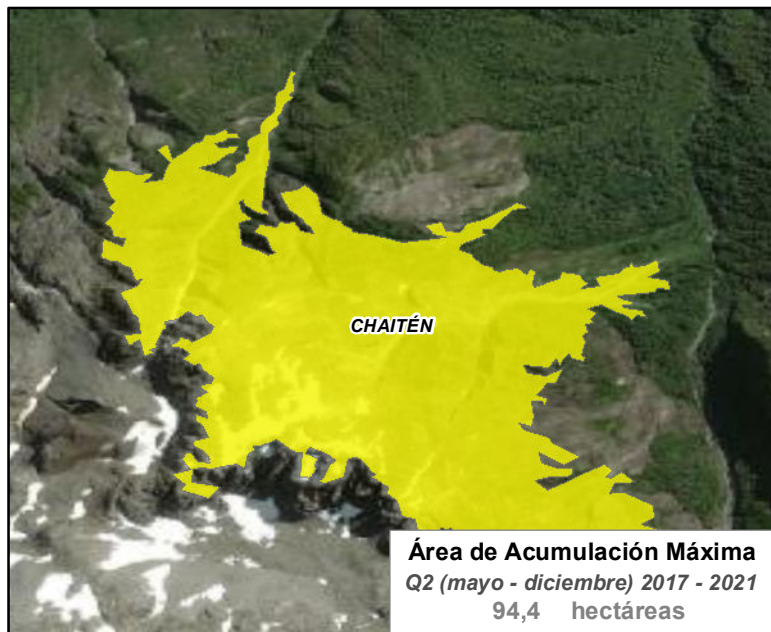 CHAITÉN
Área de Acumulación Máxima
Q2 (mayo - diciembre) 2017 - 2021
94,4 hectáreas